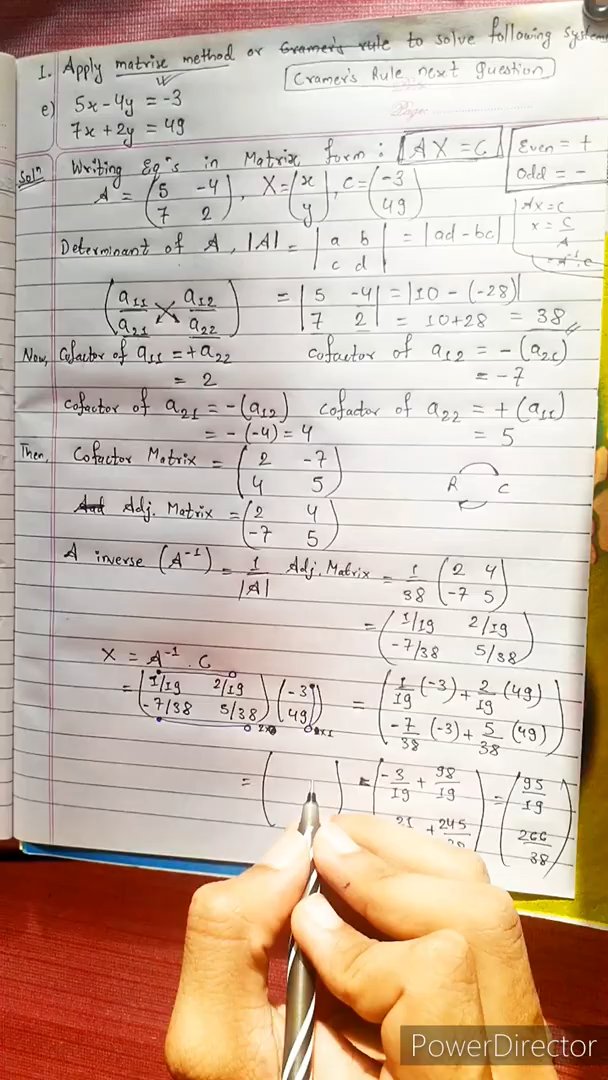 1. Apply matrix method or Cramer's rule to solve following system
Cramer's Rule next question
e) 5x - 4y = -3
7x + 2y = 49
Page:
Solⁿ Writing Eqⁿs in Matrix form : AX = C
Even = +
Odd = -
A = (5 -4 / 7 2), X = (x / y), C = (-3 / 49)
AX = C
x = C/A
= A⁻¹.C
Determinant of A, |A| = |a b / c d| = |ad - bc|
(a₁₁ a₁₂ / a₂₁ a₂₂) = |5 -4 / 7 2| = |10 - (-28)|
= 10 + 28 = 38
Now, Cofactor of a₁₁ = + a₂₂ cofactor of a₁₂ = - (a₂₁)
= 2 = -7
cofactor of a₂₁ = - (a₁₂) cofactor of a₂₂ = + (a₁₁)
= - (-4) = 4 = 5
Then, Cofactor Matrix = (2 -7 / 4 5)
R C
Adj. Matrix = (2 4 / -7 5)
A inverse (A⁻¹) = 1/|A| Adj. Matrix = 1/38 (2 4 / -7 5)
= (1/19 2/19 / -7/38 5/38)
X = A⁻¹ . C
= (1/19 2/19 / -7/38 5/38) (-3 / 49) = (1/19 (-3) + 2/19 (49) / -7/38 (-3) + 5/38 (49))
= ( ) = (-3/19 + 98/19 / 21 + 245) = (95/19 / 266/38)
PowerDirector